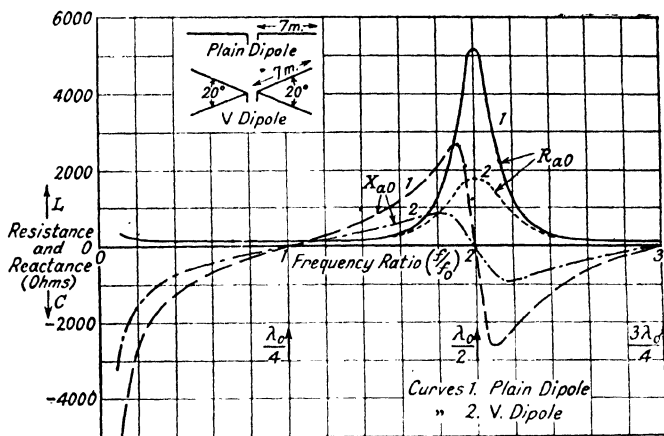 6000
4000
2000
0
-2000
-4000
L
Resistance
and
Reactance
(Ohms)
C
7m.
Plain Dipole
7m.
20°
20°
V Dipole
1
2
R_a0
X_a0
1
2
0
1
Frequency Ratio (f/f₀)
2
3
λ₀/4
λ₀/2
3λ₀/4
Curves 1. Plain Dipole
„ 2. V. Dipole